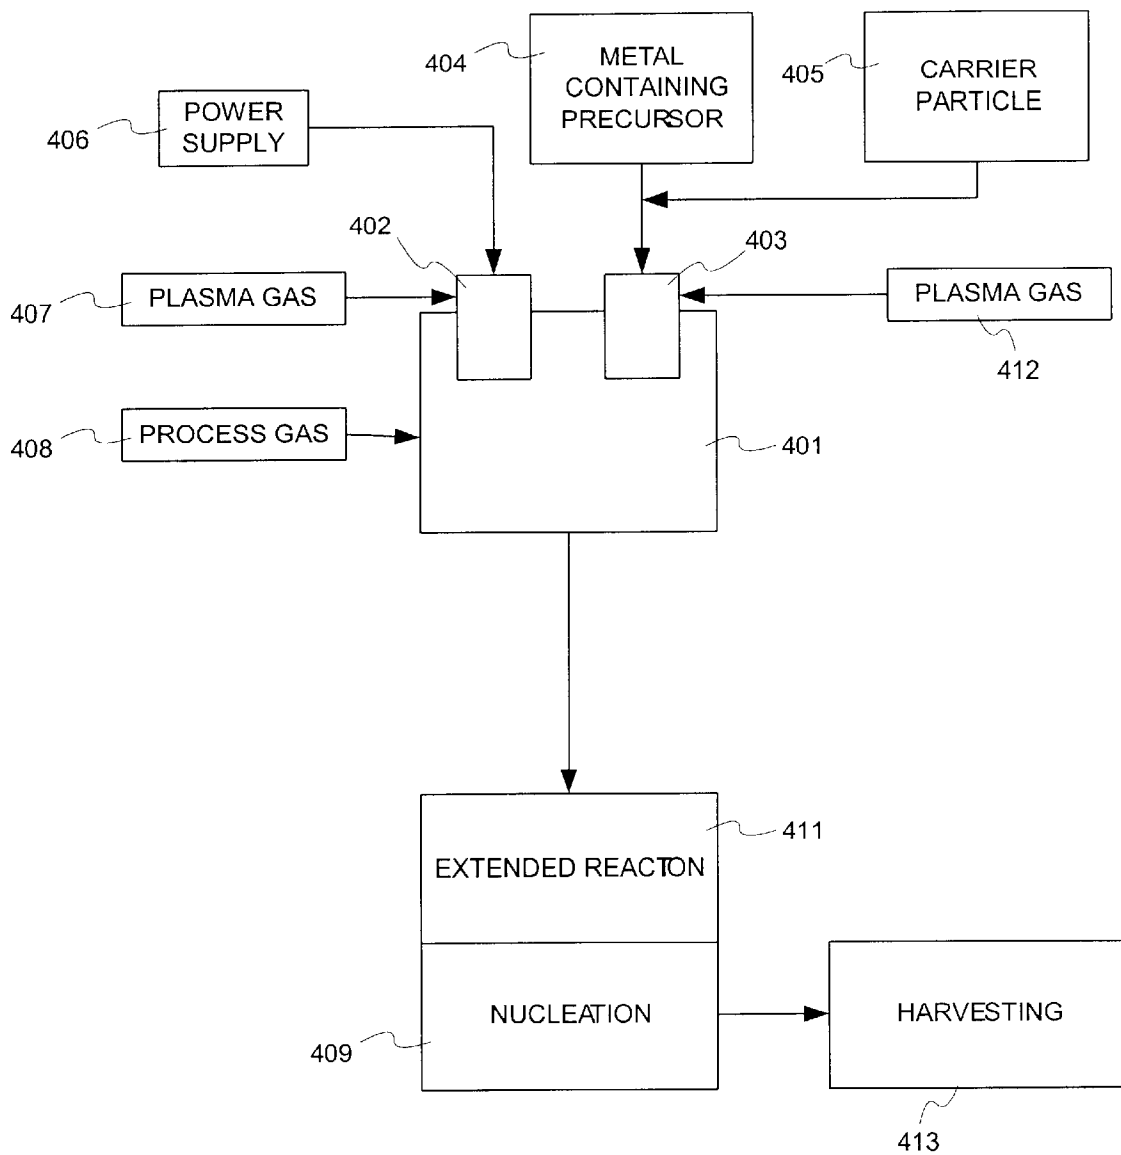 404
METAL
CONTAINING
PRECURSOR
405
CARRIER
PARTICLE
406
POWER
SUPPLY
402
403
407
PLASMA GAS
PLASMA GAS
412
408
PROCESS GAS
401
411
EXTENDED REACTON
NUCLEATION
409
HARVESTING
413